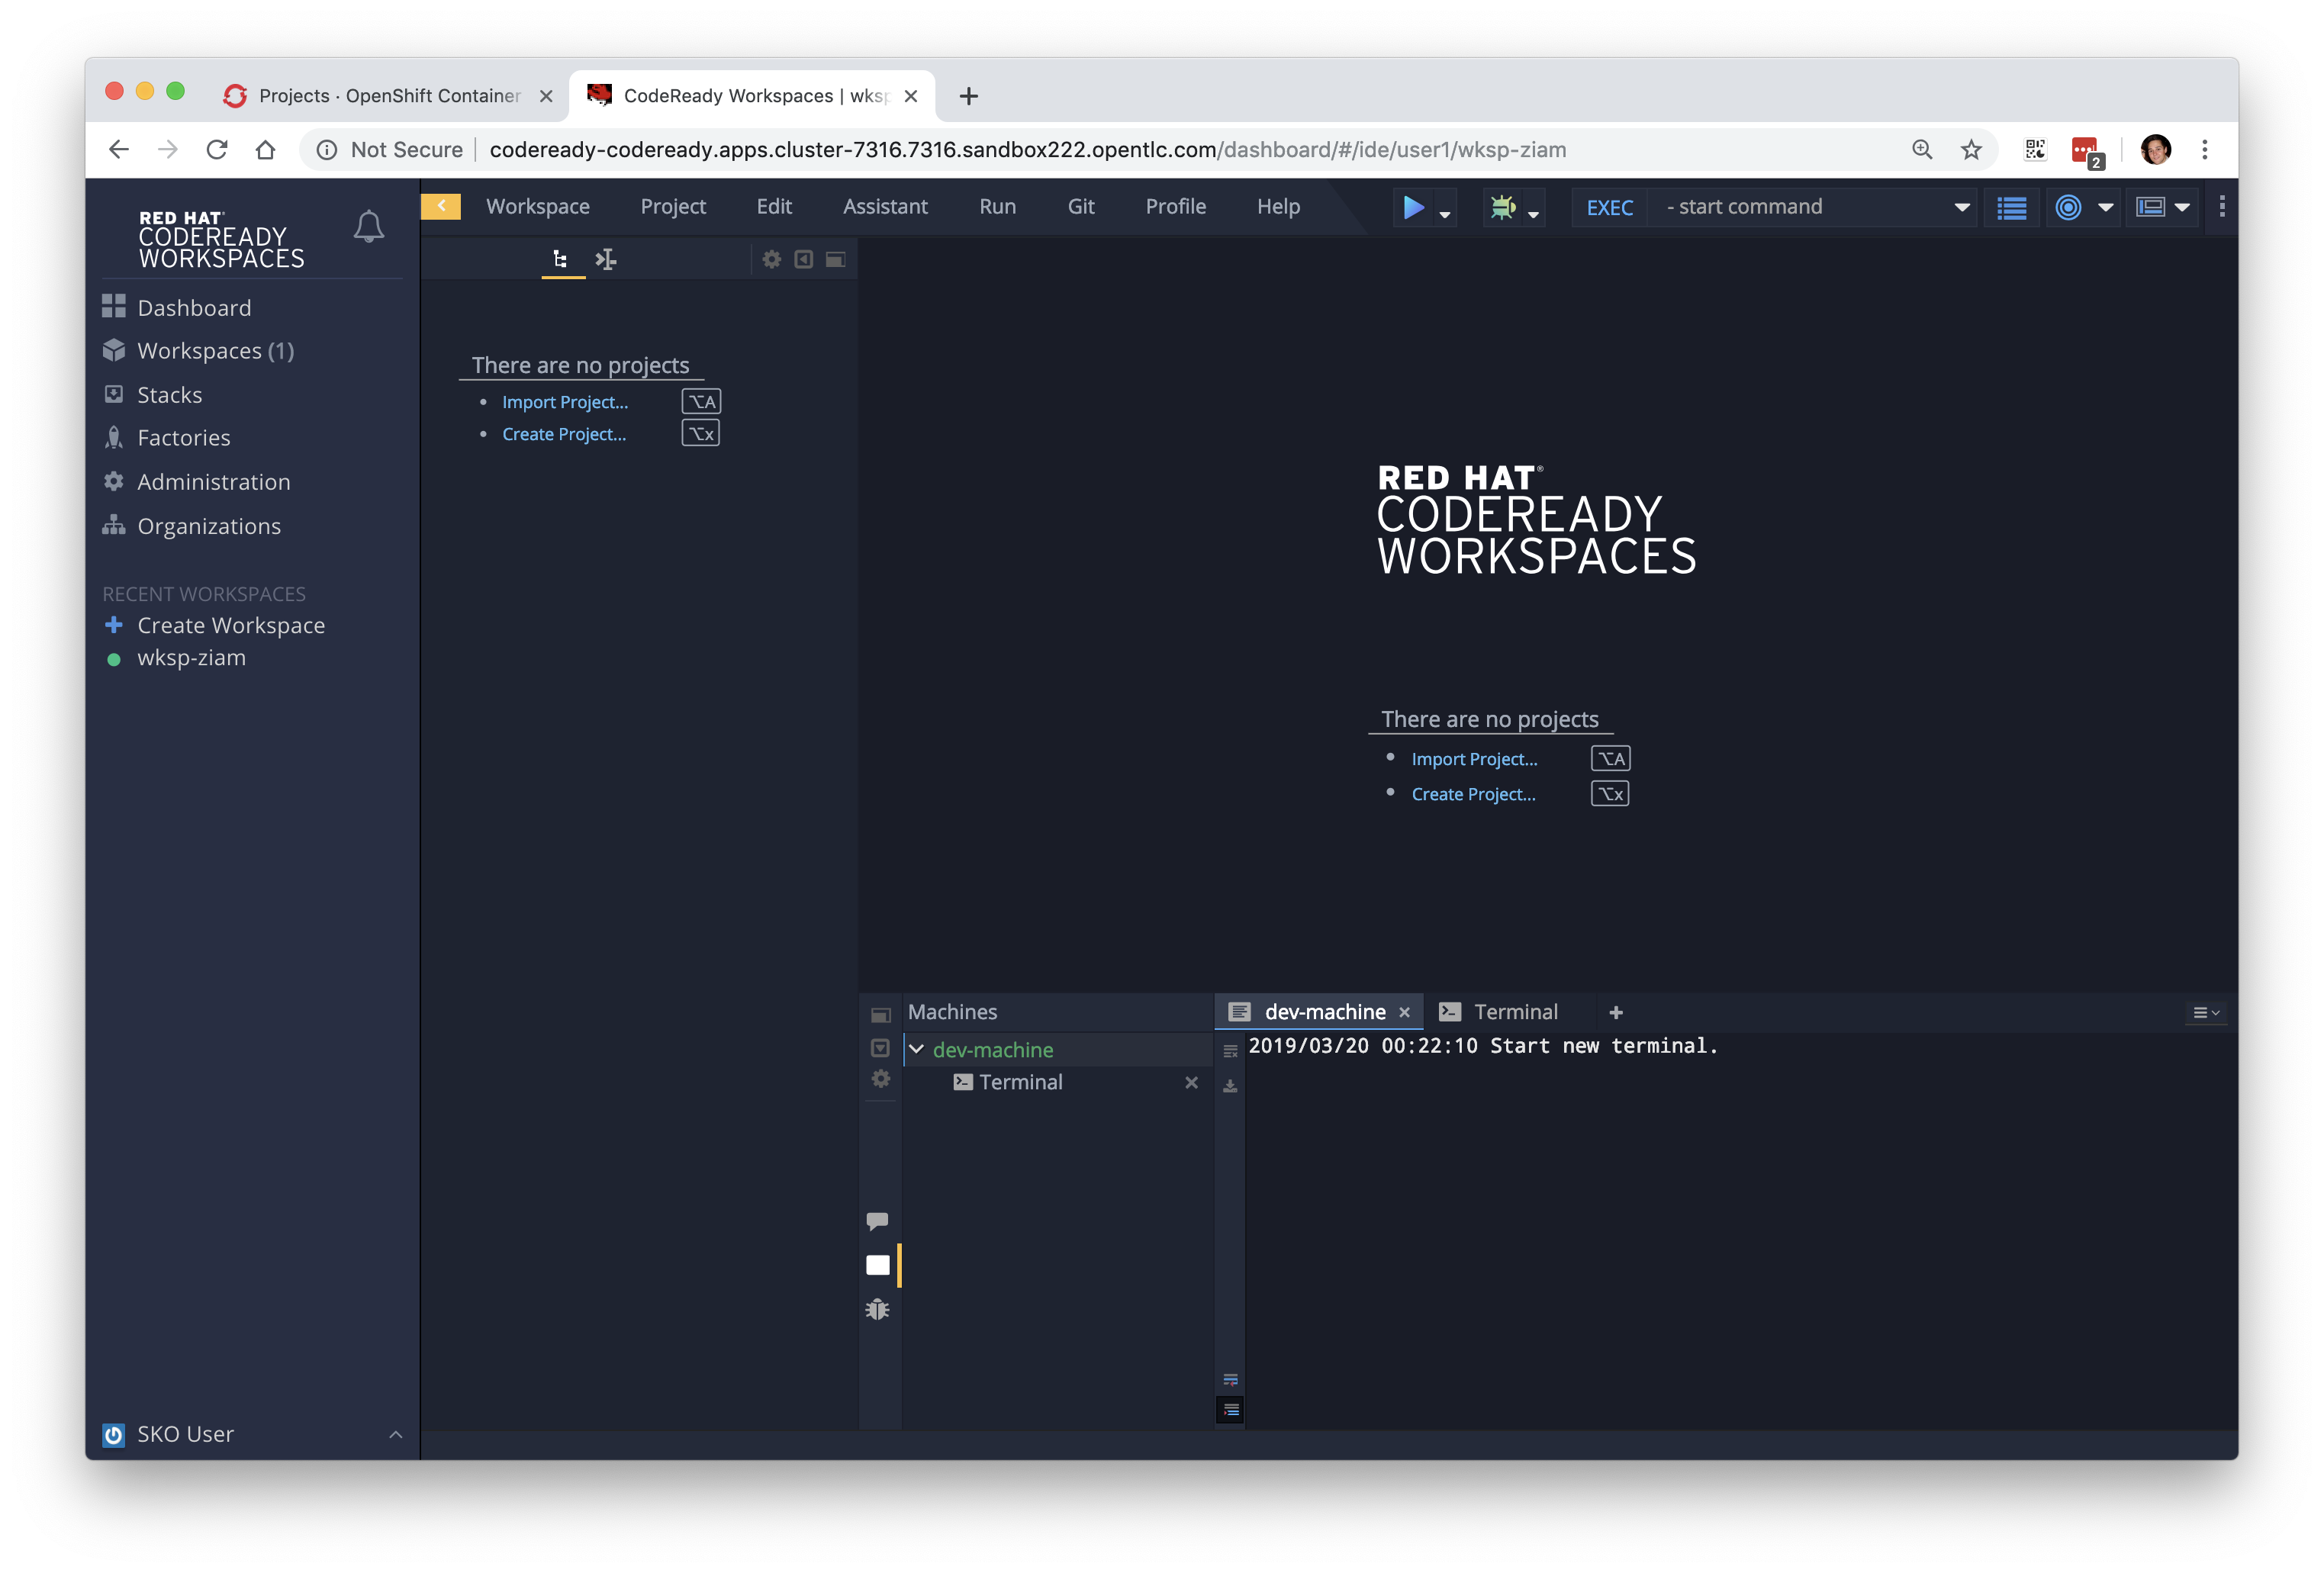 Projects · OpenShift Container
CodeReady Workspaces | wksp
Not Secure
codeready-codeready.apps.cluster-7316.7316.sandbox222.opentlc.com/dashboard/#/ide/user1/wksp-ziam
2
RED HAT®
CODEREADY
WORKSPACES
Dashboard
Workspaces (1)
Stacks
Factories
Administration
Organizations
RECENT WORKSPACES
Create Workspace
wksp-ziam
SKO User
Workspace Project Edit Assistant Run Git Profile Help
EXEC - start command
There are no projects
Import Project... ⌥A
Create Project... ⌥x
RED HAT®
CODEREADY
WORKSPACES
There are no projects
Import Project... ⌥A
Create Project... ⌥x
Machines
dev-machine
Terminal
dev-machine Terminal
2019/03/20 00:22:10 Start new terminal.